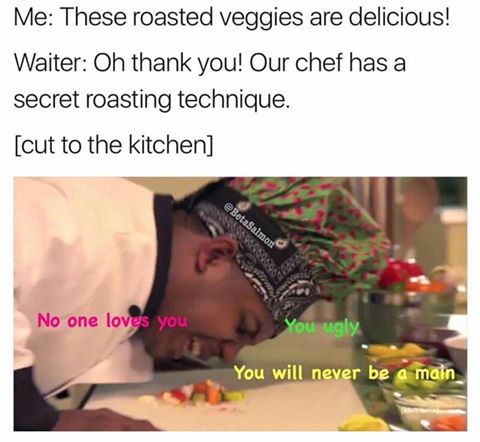 Me: These roasted veggies are delicious!
Waiter: Oh thank you! Our chef has a
secret roasting technique.
[cut to the kitchen]
@BetaSalmon
No one loves you
You ugly
You will never be a main